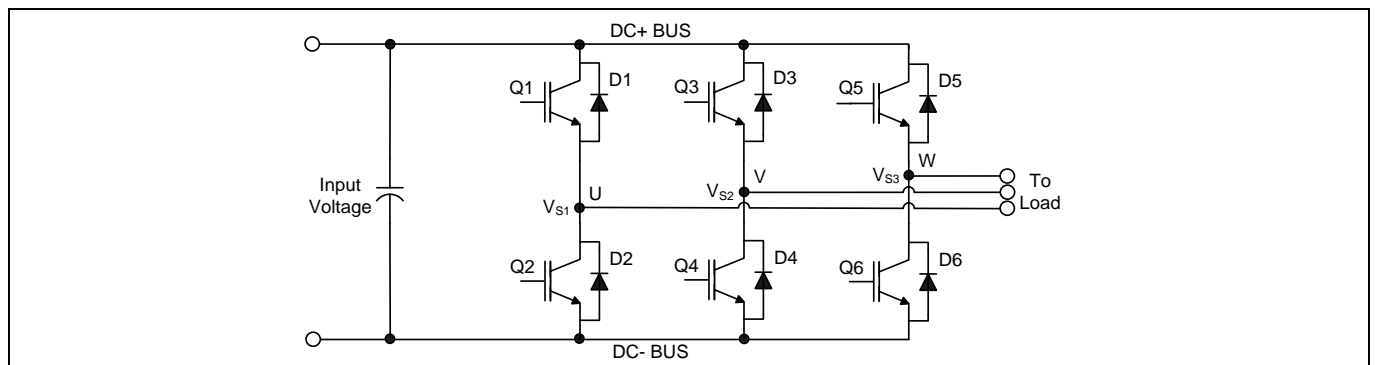 DC+ BUS
Q1
D1
Q3
D3
Q5
D5
Input
Voltage
U
V
W
VS1
VS2
VS3
To
Load
Q2
D2
Q4
D4
Q6
D6
DC- BUS